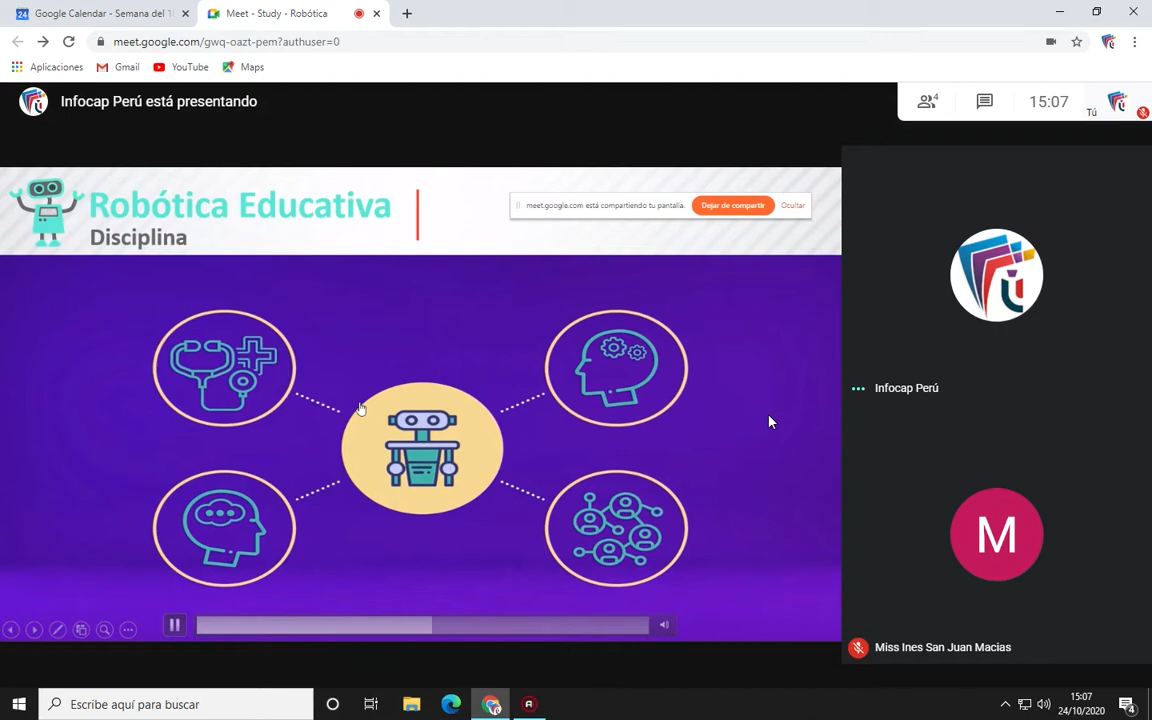 Google Calendar - Semana del 1
Meet - Study - Robótica
meet.google.com/gwq-oazt-pem?authuser=0
Aplicaciones
Gmail
YouTube
Maps
Infocap Perú está presentando
4
15:07
Tú
Robótica Educativa
Disciplina
meet.google.com está compartiendo tu pantalla.
Dejar de compartir
Ocultar
Infocap Perú
M
Miss Ines San Juan Macias
Escribe aquí para buscar
15:07
24/10/2020
4